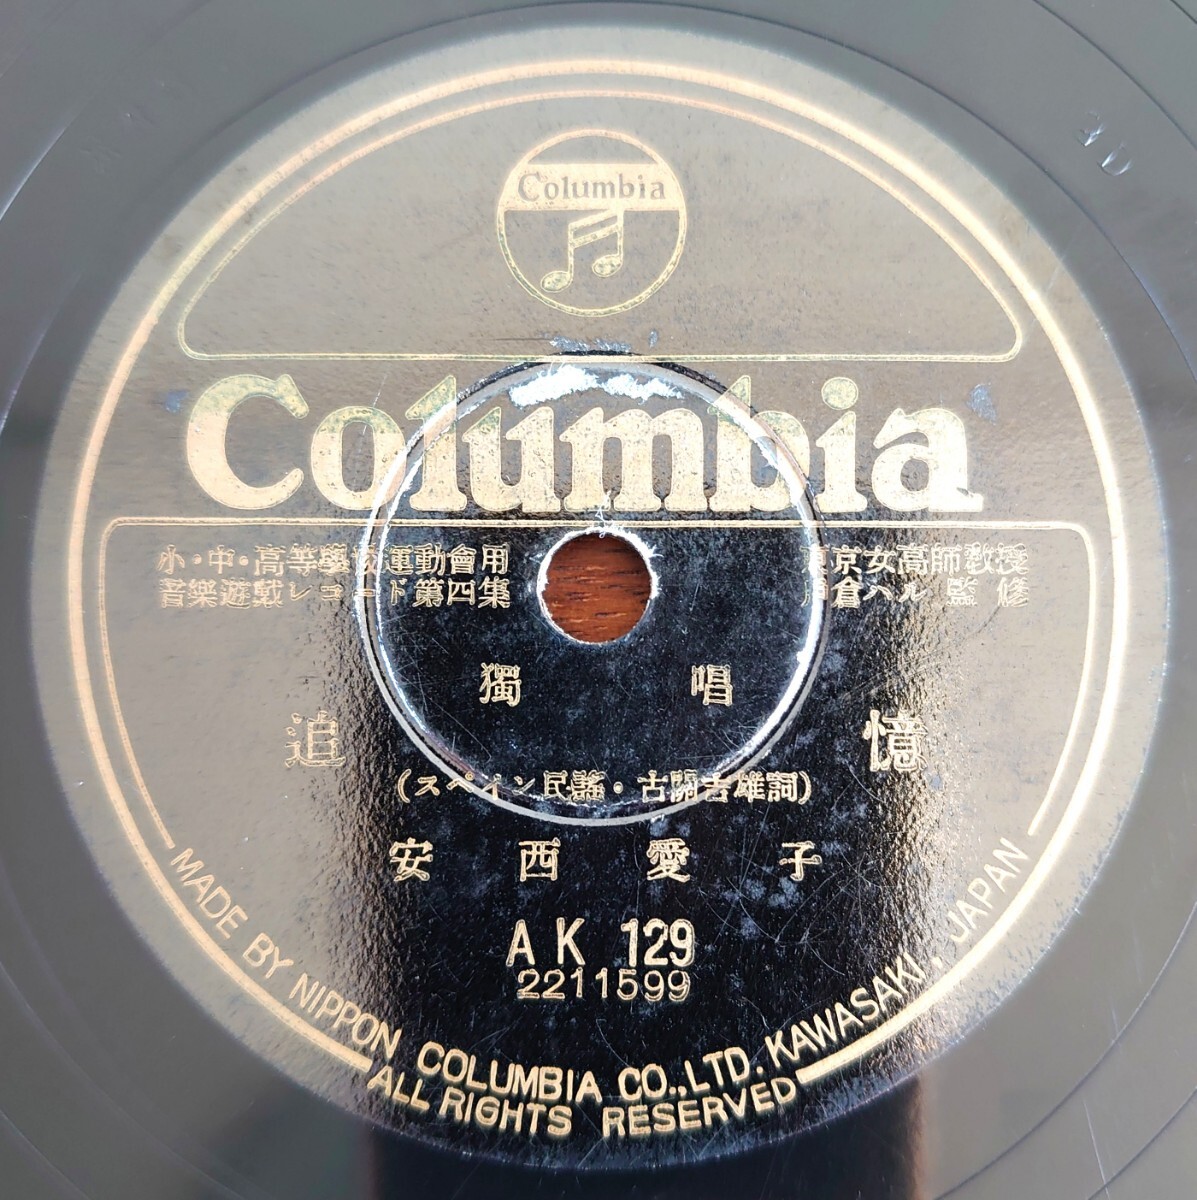 Columbia
Columbia
小・中・高等學校運動會用
音樂遊戯レコード第四集
東京女高師教授
戸倉ハル 監修
獨唱
追憶
(スペイン民謡・古關吉雄詞)
安西愛子
AK 129
2211599
MADE BY NIPPON COLUMBIA CO.,LTD. KAWASAKI, JAPAN
ALL RIGHTS RESERVED